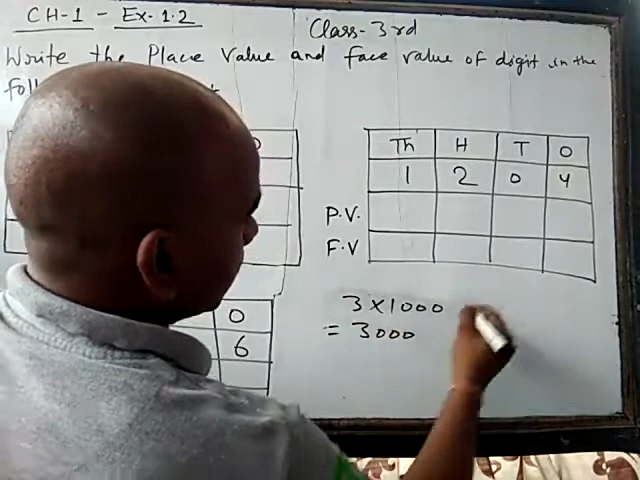 CH-1 - Ex-1.2
Class-3rd
Write the Place value and face value of digit in the
Th H T O
1 2 0 4
P.V.
F.V
3 x 1000
= 3000
O
6